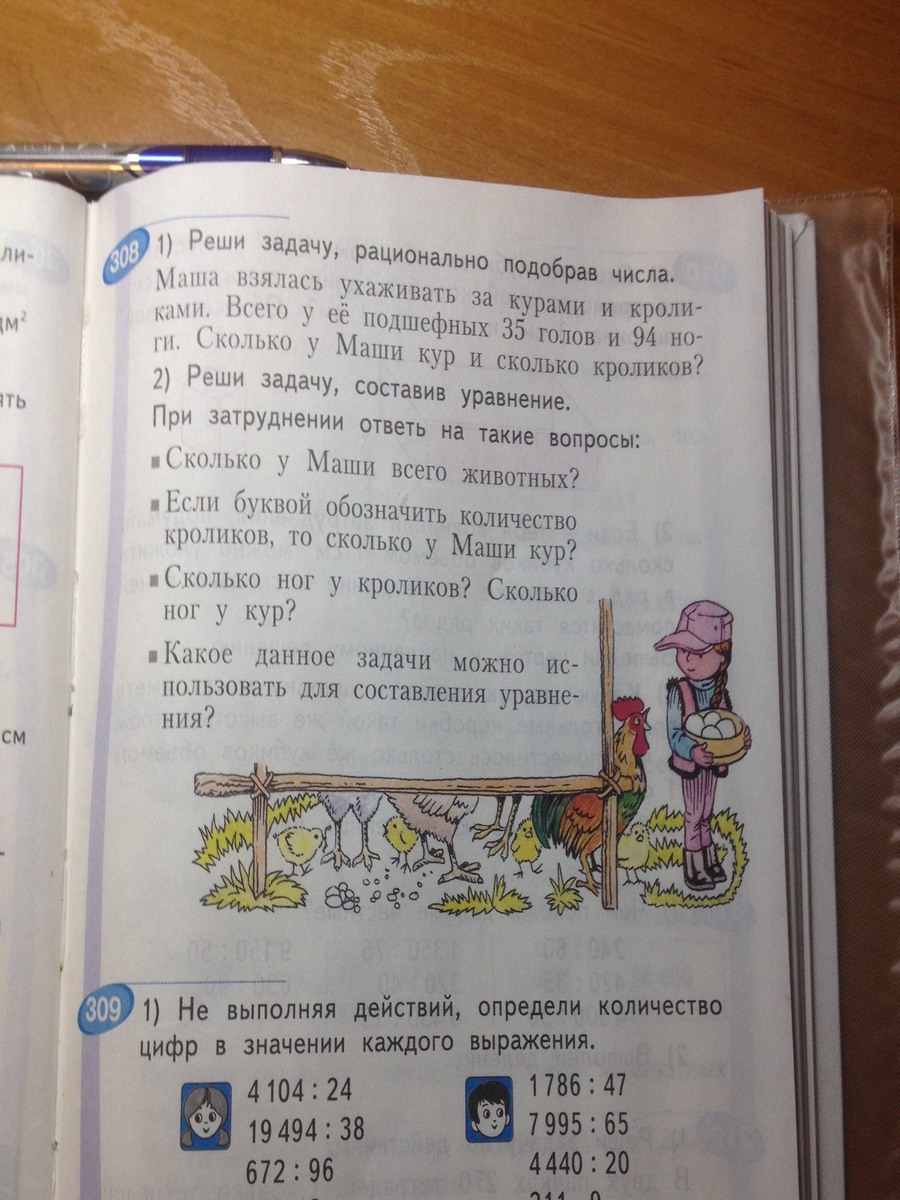 ли-
дм²
ять
см
308
1) Реши задачу, рационально подобрав числа.
Маша взялась ухаживать за курами и кроли-
ками. Всего у её подшефных 35 голов и 94 но-
ги. Сколько у Маши кур и сколько кроликов?
2) Реши задачу, составив уравнение.
При затруднении ответь на такие вопросы:
▪ Сколько у Маши всего животных?
▪ Если буквой обозначить количество
кроликов, то сколько у Маши кур?
▪ Сколько ног у кроликов? Сколько
ног у кур?
▪ Какое данное задачи можно ис-
пользовать для составления уравне-
ния?
309
1) Не выполняя действий, определи количество
цифр в значении каждого выражения.
4 104 : 24
19 494 : 38
672 : 96
1 786 : 47
7 995 : 65
4 440 : 20